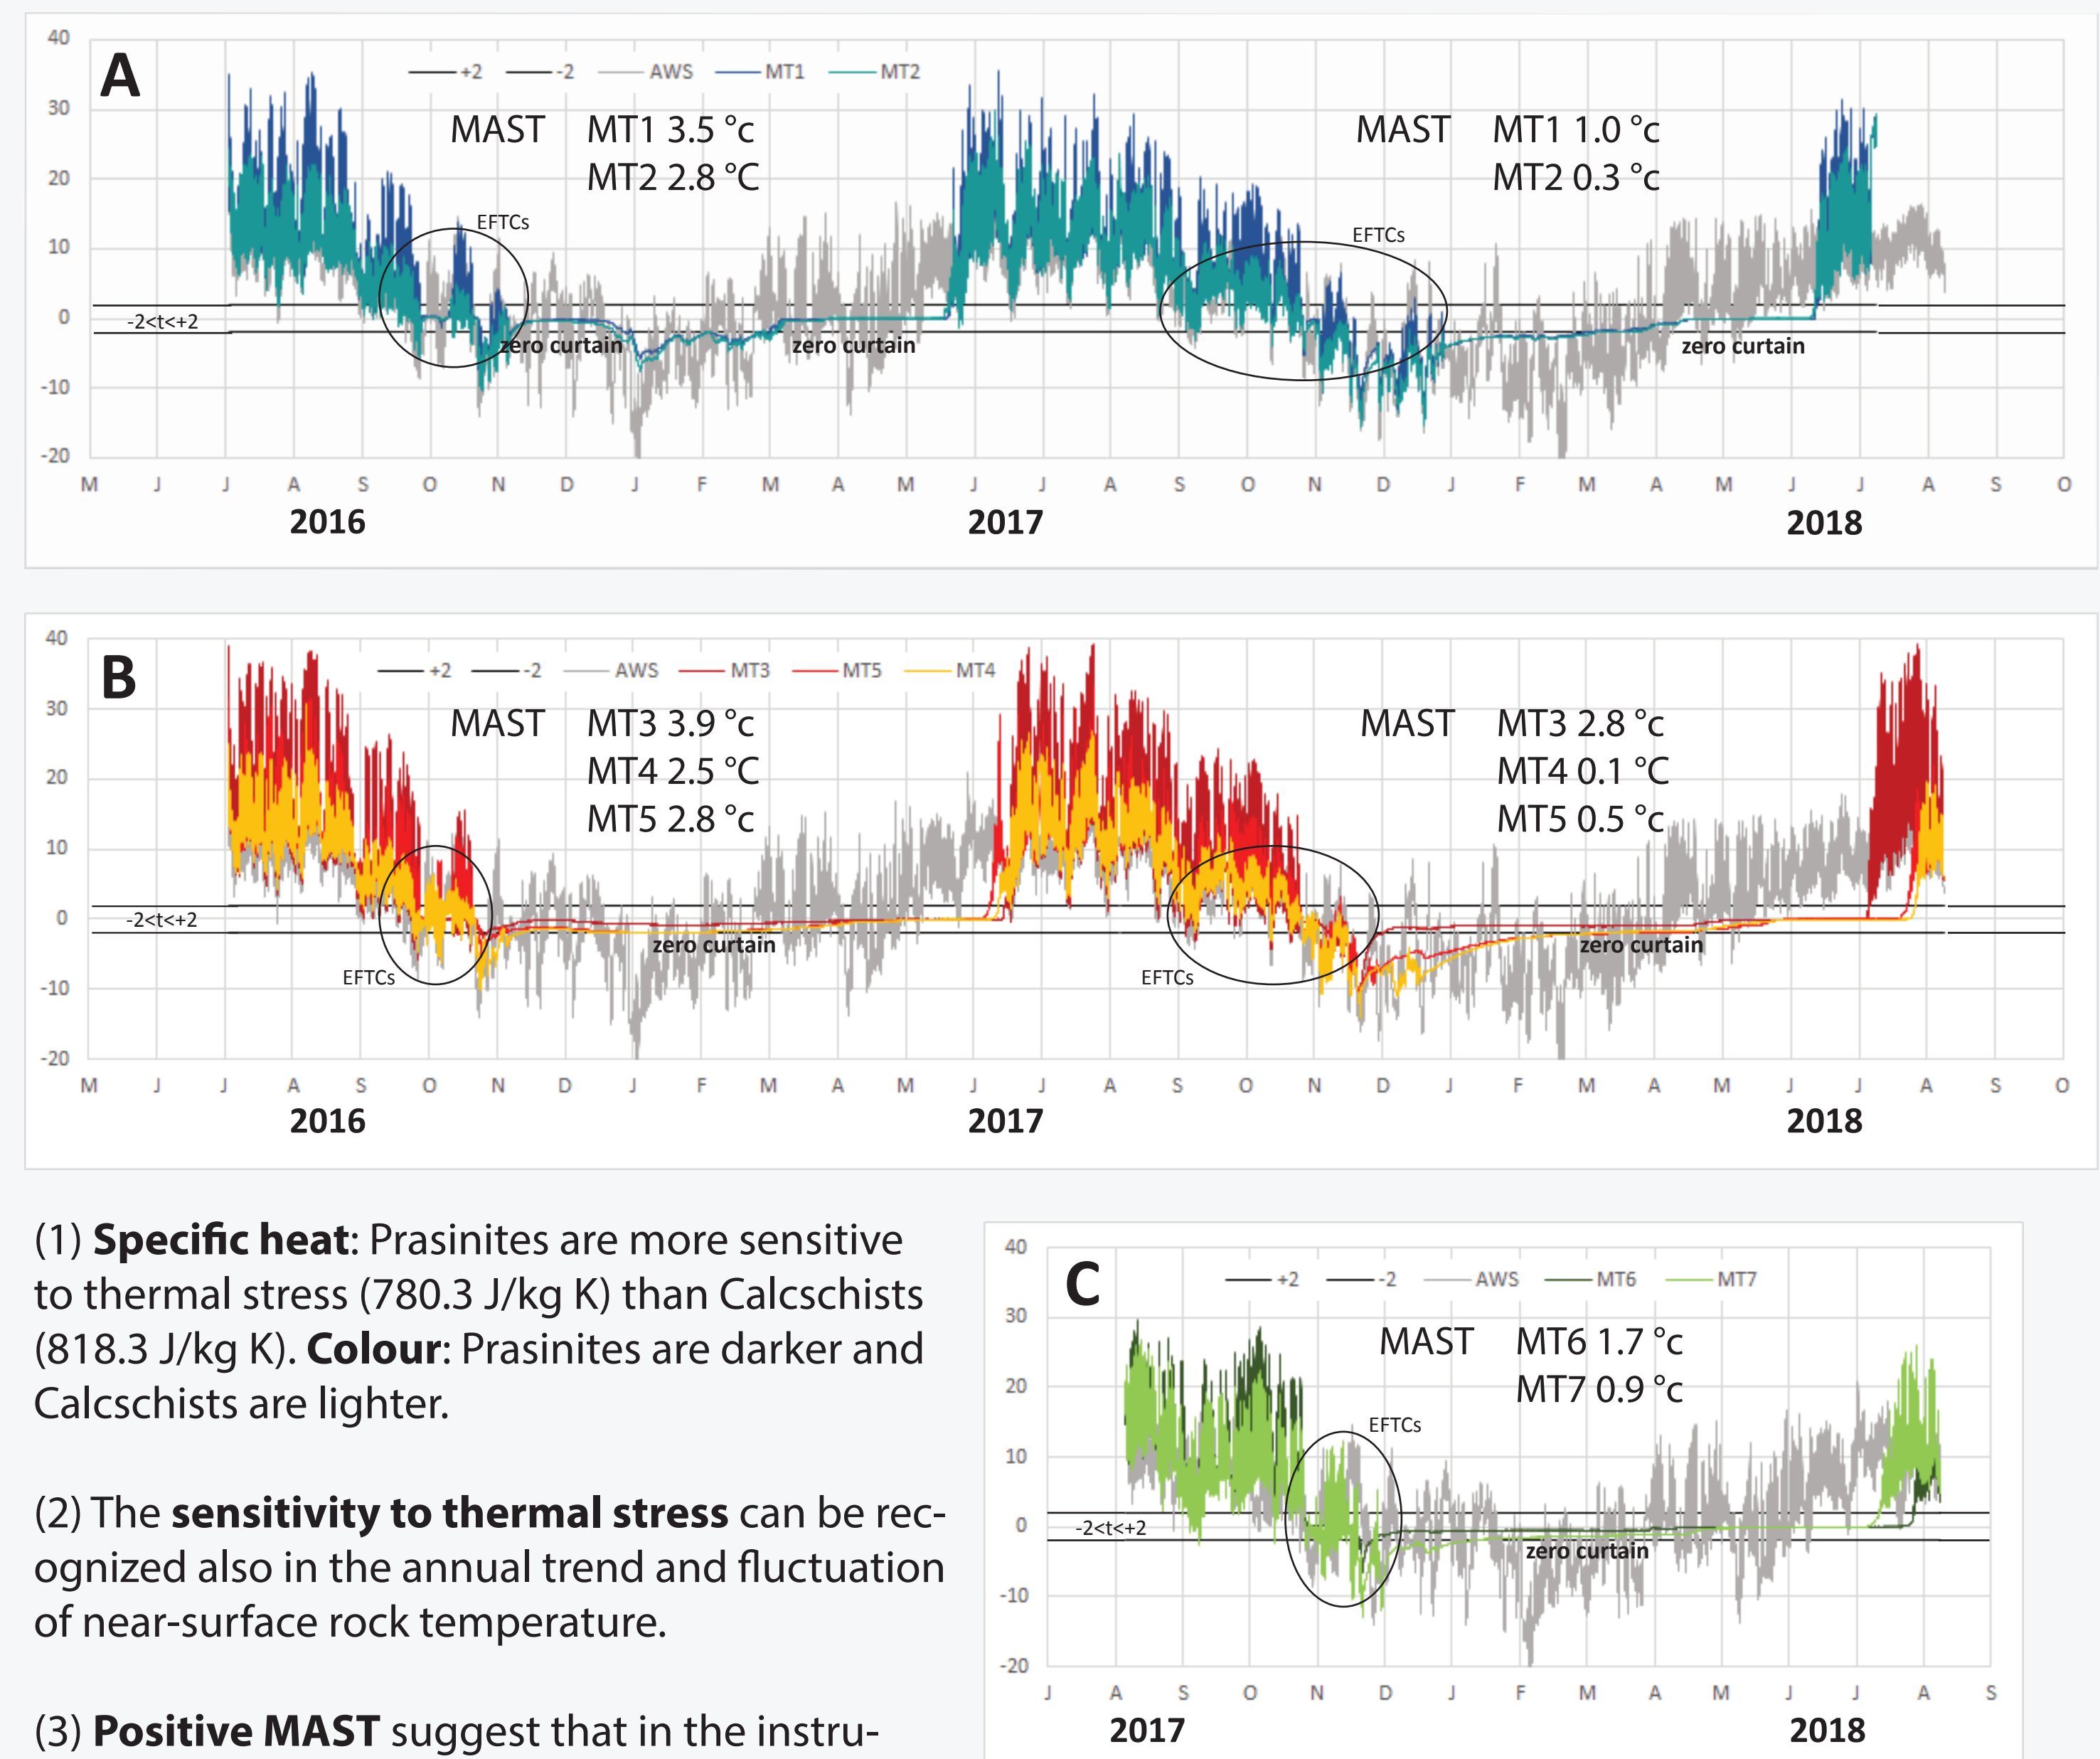 A
+2 -2 AWS MT1 MT2
MAST MT1 3.5 °c
MT2 2.8 °C
MAST MT1 1.0 °c
MT2 0.3 °c
EFTCs
EFTCs
-2<t<+2
zero curtain
zero curtain
zero curtain
40
30
20
10
0
-10
-20
M J J A S O N D J F M A M J J A S O N D J F M A M J J A S O
2016 2017 2018
B
+2 -2 AWS MT3 MT5 MT4
MAST MT3 3.9 °c
MT4 2.5 °C
MT5 2.8 °c
MAST MT3 2.8 °c
MT4 0.1 °C
MT5 0.5 °c
-2<t<+2
EFTCs
EFTCs
zero curtain
zero curtain
40
30
20
10
0
-10
-20
M J J A S O N D J F M A M J J A S O N D J F M A M J J A S O
2016 2017 2018
(1) Specific heat: Prasinites are more sensitive
to thermal stress (780.3 J/kg K) than Calcschists
(818.3 J/kg K). Colour: Prasinites are darker and
Calcschists are lighter.
(2) The sensitivity to thermal stress can be rec-
ognized also in the annual trend and fluctuation
of near-surface rock temperature.
(3) Positive MAST suggest that in the instru-
C
+2 -2 AWS MT6 MT7
MAST MT6 1.7 °c
MT7 0.9 °c
EFTCs
-2<t<+2
zero curtain
40
30
20
10
0
-10
-20
J A S O N D J F M A M J J A S
2017 2018